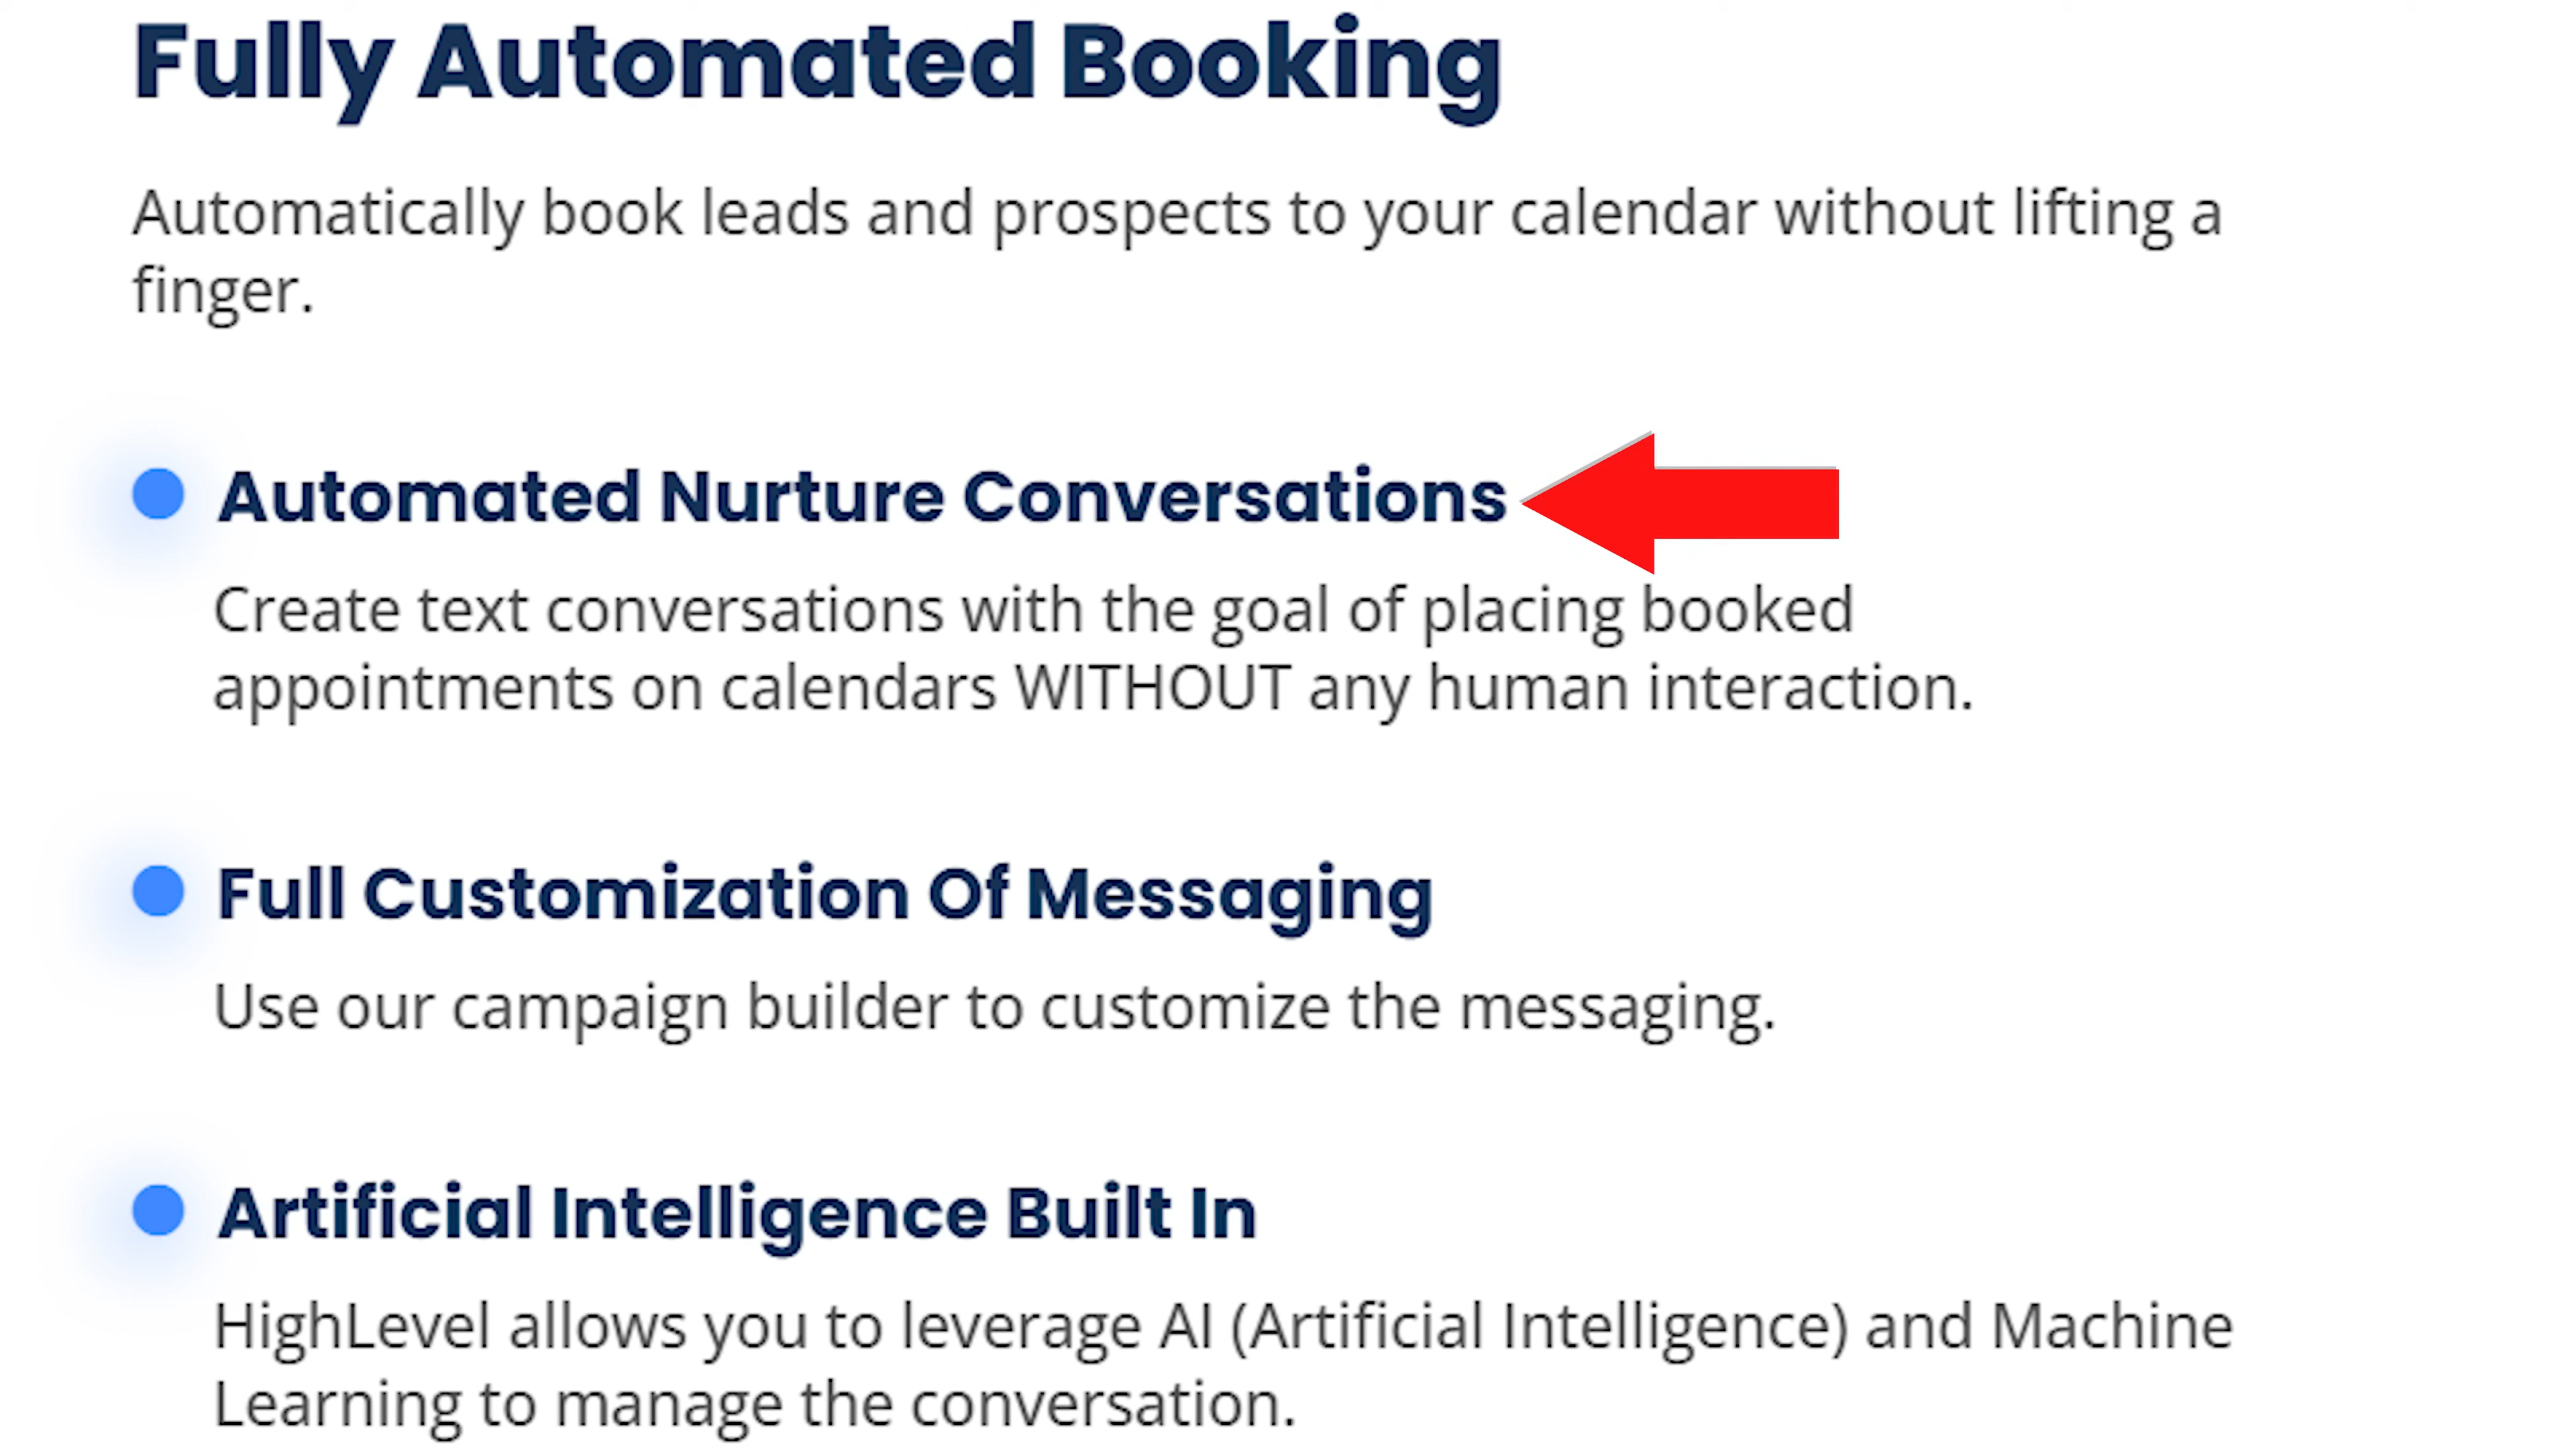 Fully Automated Booking
Automatically book leads and prospects to your calendar without lifting a
finger.
Automated Nurture Conversations
Create text conversations with the goal of placing booked
appointments on calendars WITHOUT any human interaction.
Full Customization Of Messaging
Use our campaign builder to customize the messaging.
Artificial Intelligence Built In
HighLevel allows you to leverage AI (Artificial Intelligence) and Machine
Learning to manage the conversation.